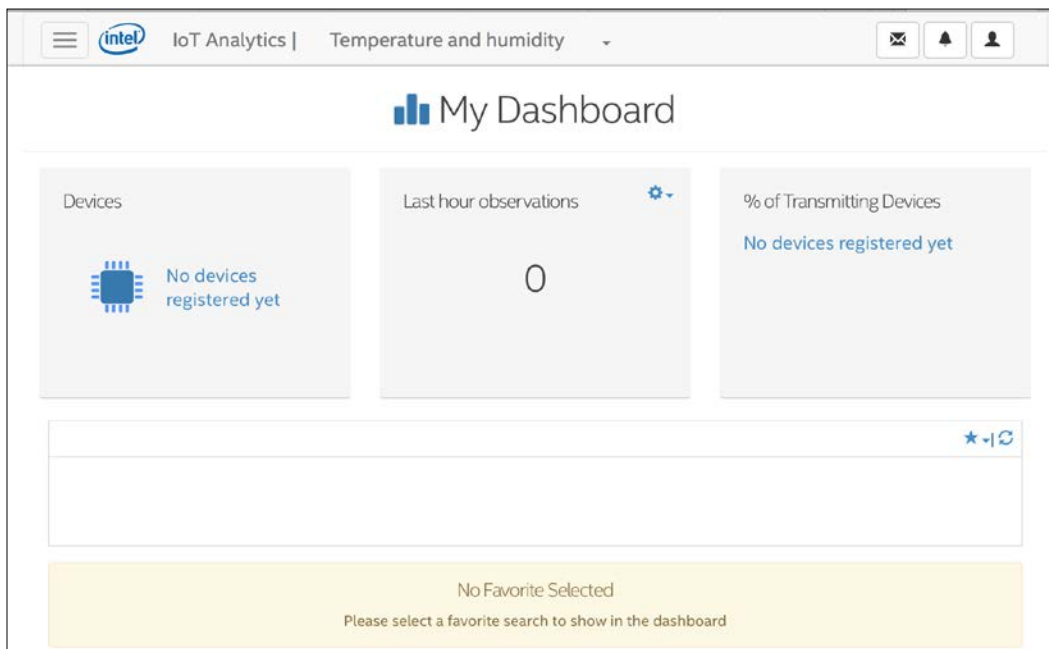 intel IoT Analytics | Temperature and humidity
My Dashboard
Devices
No devices
registered yet
Last hour observations
0
% of Transmitting Devices
No devices registered yet
No Favorite Selected
Please select a favorite search to show in the dashboard